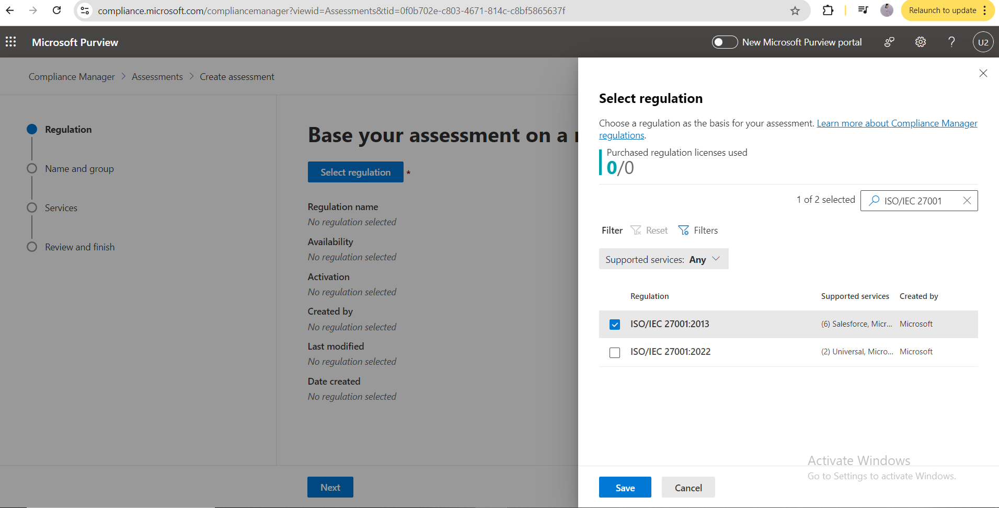 compliance.microsoft.com/compliancemanager?viewid=Assessments&tid=0f0b702e-c803-4671-814c-c8bf5865637f
Relaunch to update
Microsoft Purview
New Microsoft Purview portal
U2
Compliance Manager > Assessments > Create assessment
Regulation
Name and group
Services
Review and finish
Base your assessment on a r
Select regulation *
Regulation name
No regulation selected
Availability
No regulation selected
Activation
No regulation selected
Created by
No regulation selected
Last modified
No regulation selected
Date created
No regulation selected
Next
Select regulation
Choose a regulation as the basis for your assessment. Learn more about Compliance Manager
regulations.
Purchased regulation licenses used
0/0
1 of 2 selected
ISO/IEC 27001
Filter Reset Filters
Supported services: Any
Regulation Supported services Created by
ISO/IEC 27001:2013 (6) Salesforce, Micr... Microsoft
ISO/IEC 27001:2022 (2) Universal, Micro... Microsoft
Activate Windows
Go to Settings to activate Windows.
Save Cancel